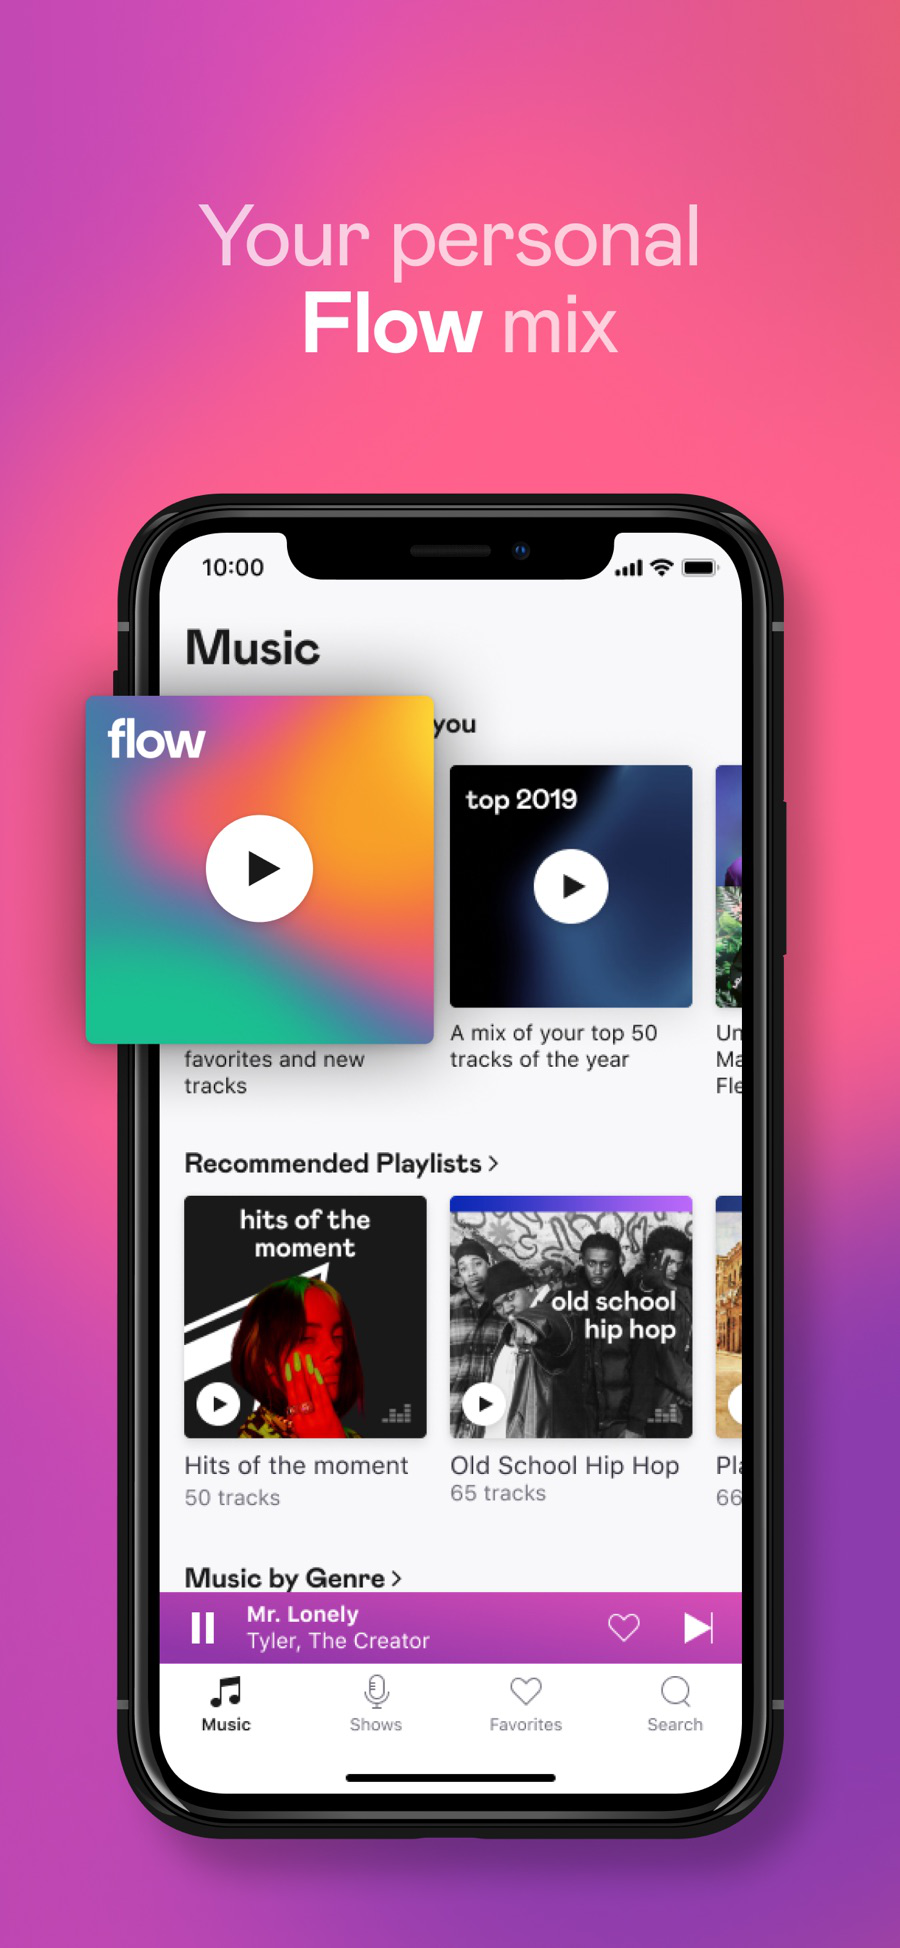 Your personal
Flow mix
10:00
Music
you
flow
top 2019
favorites and new
tracks
A mix of your top 50
tracks of the year
Un
Ma
Fle
Recommended Playlists
hits of the
moment
old school
hip hop
Hits of the moment
50 tracks
Old School Hip Hop
65 tracks
Pla
66
Music by Genre
Mr. Lonely
Tyler, The Creator
Music
Shows
Favorites
Search